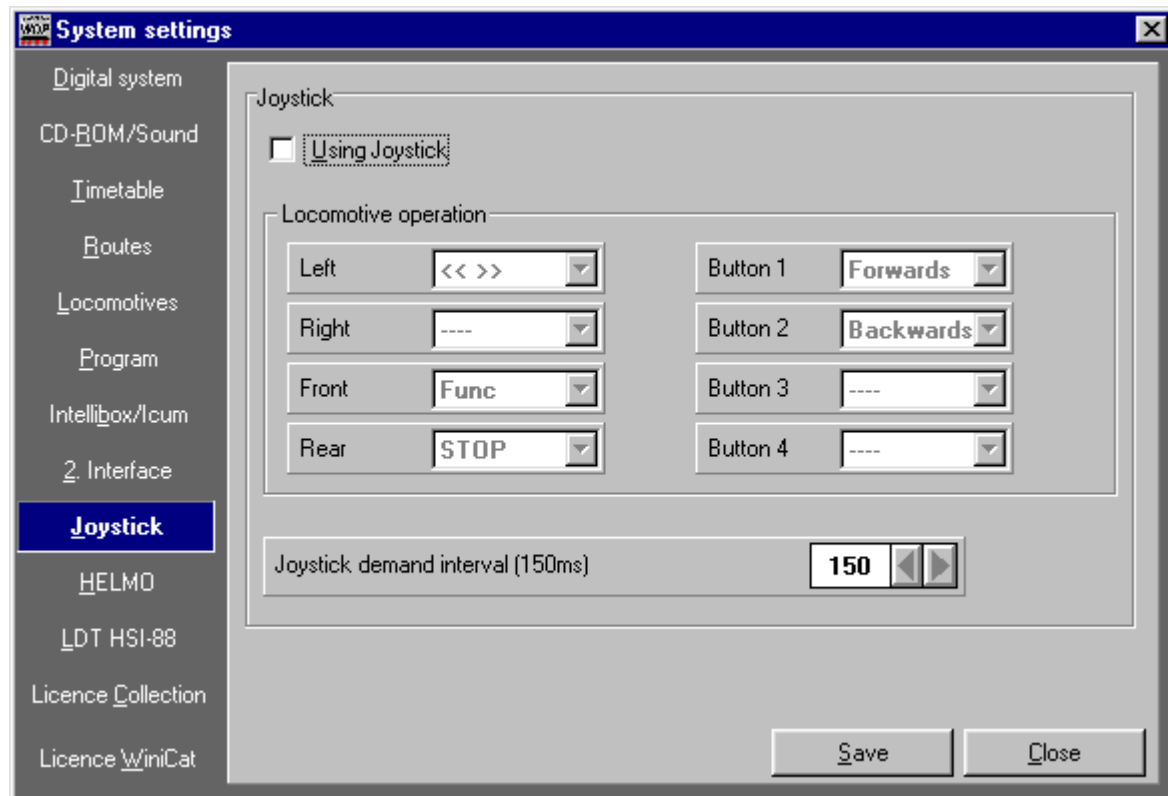 System settings
Digital system
CD-ROM/Sound
Timetable
Routes
Locomotives
Program
Intellibox/Icum
2. Interface
Joystick
HELMO
LDT HSI-88
Licence Collection
Licence WiniCat
Joystick
Using Joystick
Locomotive operation
Left << >> Button 1 Forwards
Right ---- Button 2 Backwards
Front Func Button 3 ----
Rear STOP Button 4 ----
Joystick demand interval (150ms) 150
Save Close